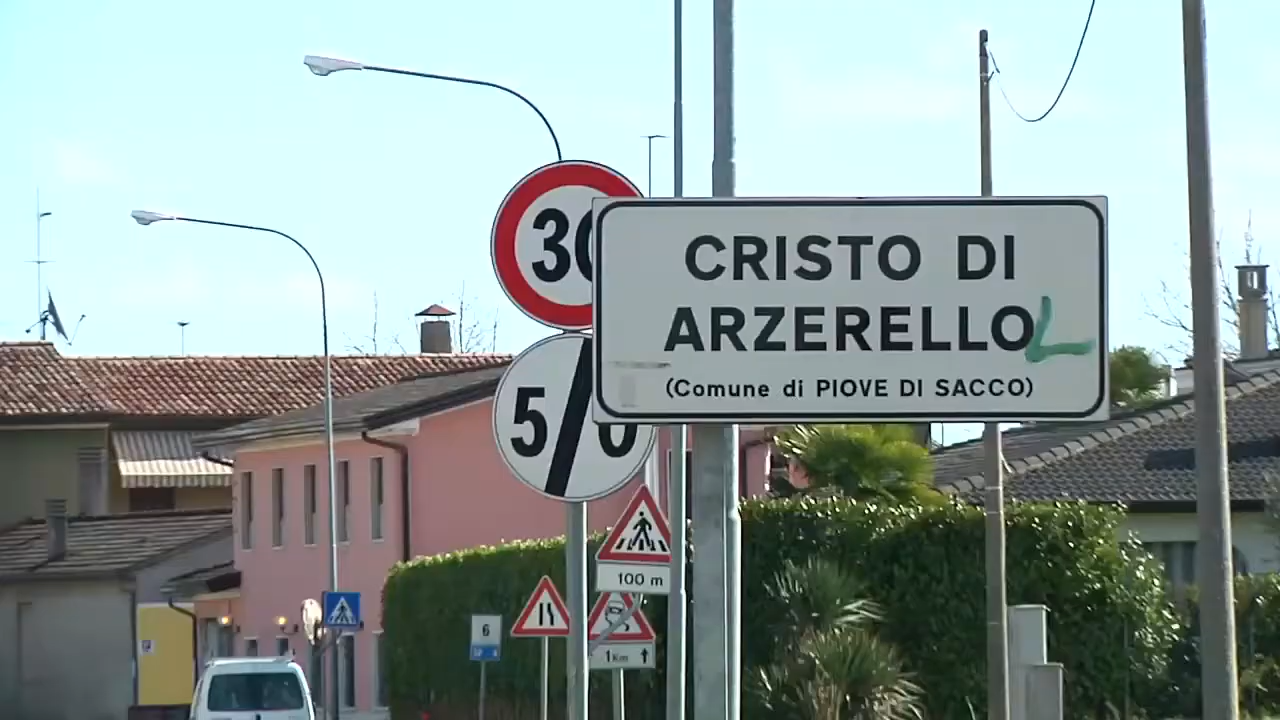 30
CRISTO DI
ARZERELLO
(Comune di PIOVE DI SACCO)
50
100 m
6
1 Km